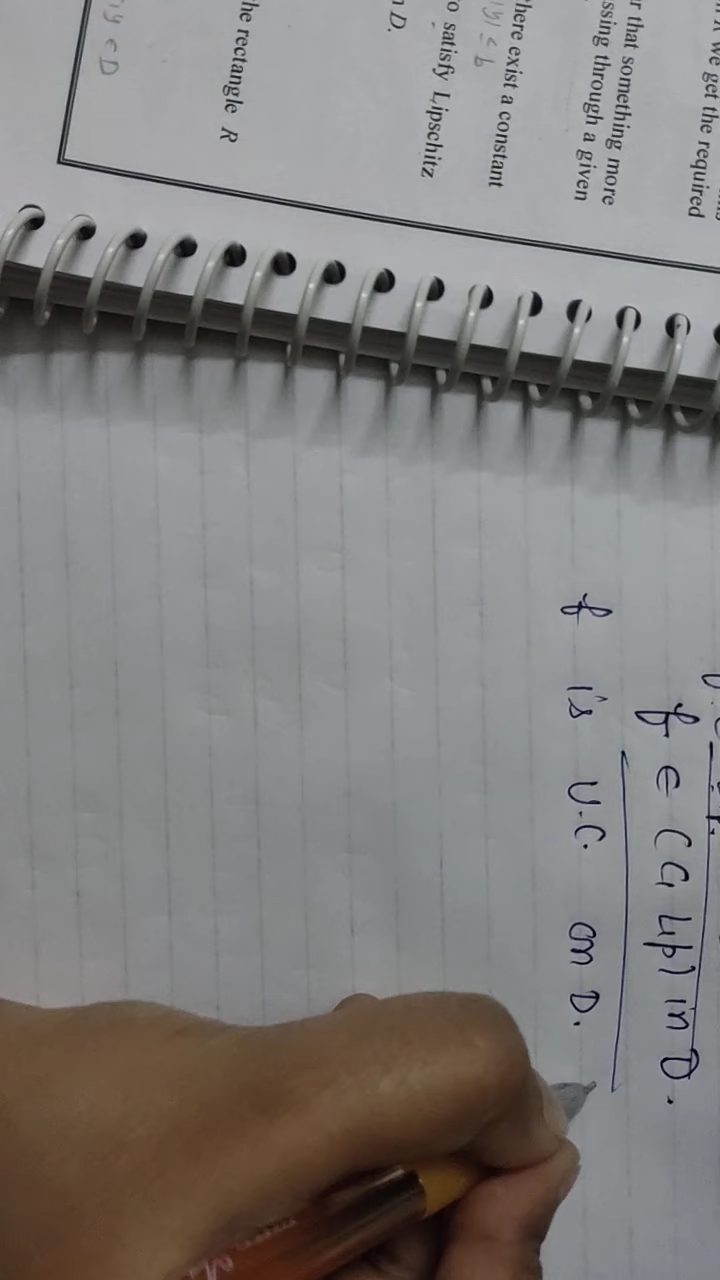 we get the required
r that something more
ssing through a given
here exist a constant
|y| ≤ b
o satisfy Lipschitz
D.
he rectangle R
y ∈ D
f ∈ (C, Lip) in D.
f is U.C. on D.